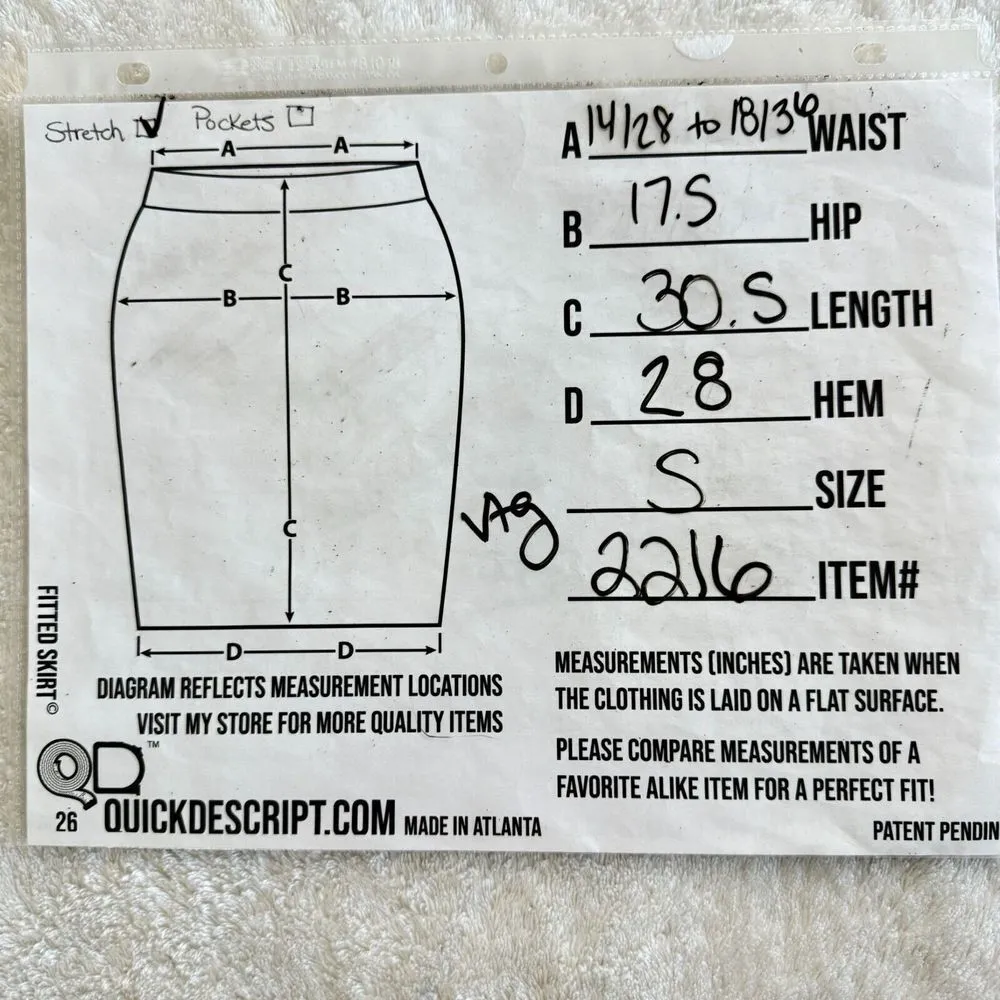 Stretch Pockets
A 14/28 to 18/36 WAIST
B 17.5 HIP
C 30.5 LENGTH
D 28 HEM
S SIZE
Vtg
2216 ITEM#
A A
C
B B
C
D D
FITTED SKIRT ©
DIAGRAM REFLECTS MEASUREMENT LOCATIONS
VISIT MY STORE FOR MORE QUALITY ITEMS
QD™
26 QUICKDESCRIPT.COM MADE IN ATLANTA
MEASUREMENTS (INCHES) ARE TAKEN WHEN
THE CLOTHING IS LAID ON A FLAT SURFACE.
PLEASE COMPARE MEASUREMENTS OF A
FAVORITE ALIKE ITEM FOR A PERFECT FIT!
PATENT PENDIN